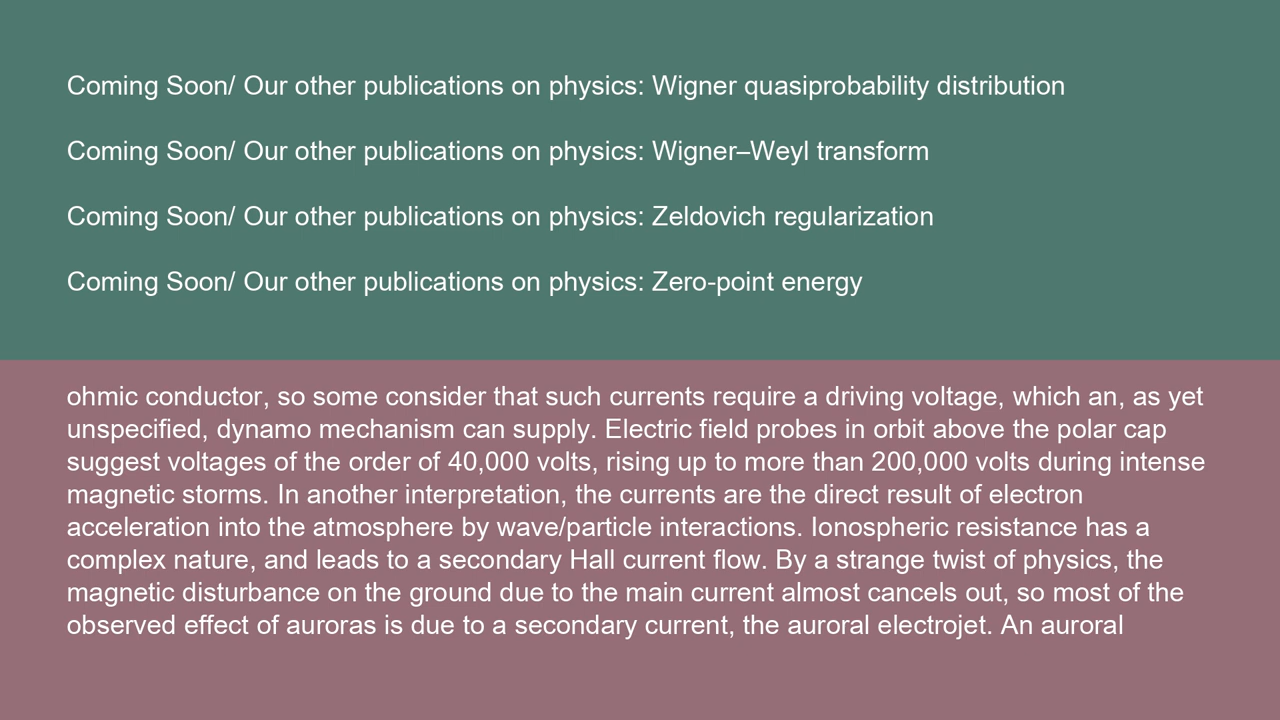 Coming Soon/ Our other publications on physics: Wigner quasiprobability distribution
Coming Soon/ Our other publications on physics: Wigner–Weyl transform
Coming Soon/ Our other publications on physics: Zeldovich regularization
Coming Soon/ Our other publications on physics: Zero-point energy
ohmic conductor, so some consider that such currents require a driving voltage, which an, as yet
unspecified, dynamo mechanism can supply. Electric field probes in orbit above the polar cap
suggest voltages of the order of 40,000 volts, rising up to more than 200,000 volts during intense
magnetic storms. In another interpretation, the currents are the direct result of electron
acceleration into the atmosphere by wave/particle interactions. Ionospheric resistance has a
complex nature, and leads to a secondary Hall current flow. By a strange twist of physics, the
magnetic disturbance on the ground due to the main current almost cancels out, so most of the
observed effect of auroras is due to a secondary current, the auroral electrojet. An auroral